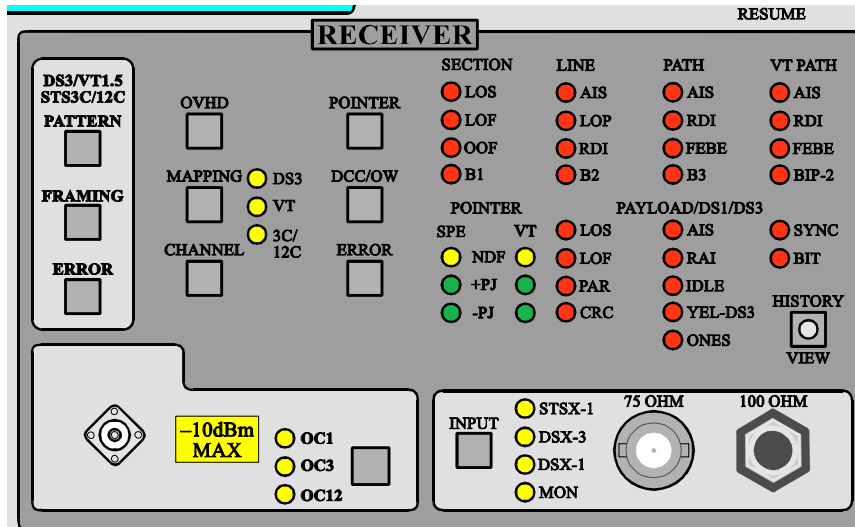 RESUME
RECEIVER
DS3/VT1.5
STS3C/12C
PATTERN
FRAMING
ERROR
OVHD
MAPPING
CHANNEL
DS3
VT
3C/
12C
POINTER
DCC/OW
ERROR
SECTION
LOS
LOF
OOF
B1
LINE
AIS
LOP
RDI
B2
PATH
AIS
RDI
FEBE
B3
VT PATH
AIS
RDI
FEBE
BIP-2
POINTER
SPE
VT
NDF
+PJ
-PJ
PAYLOAD/DS1/DS3
LOS
LOF
PAR
CRC
AIS
RAI
IDLE
YEL-DS3
ONES
SYNC
BIT
HISTORY
VIEW
–10dBm
MAX
OC1
OC3
OC12
INPUT
STSX-1
DSX-3
DSX-1
MON
75 OHM
100 OHM